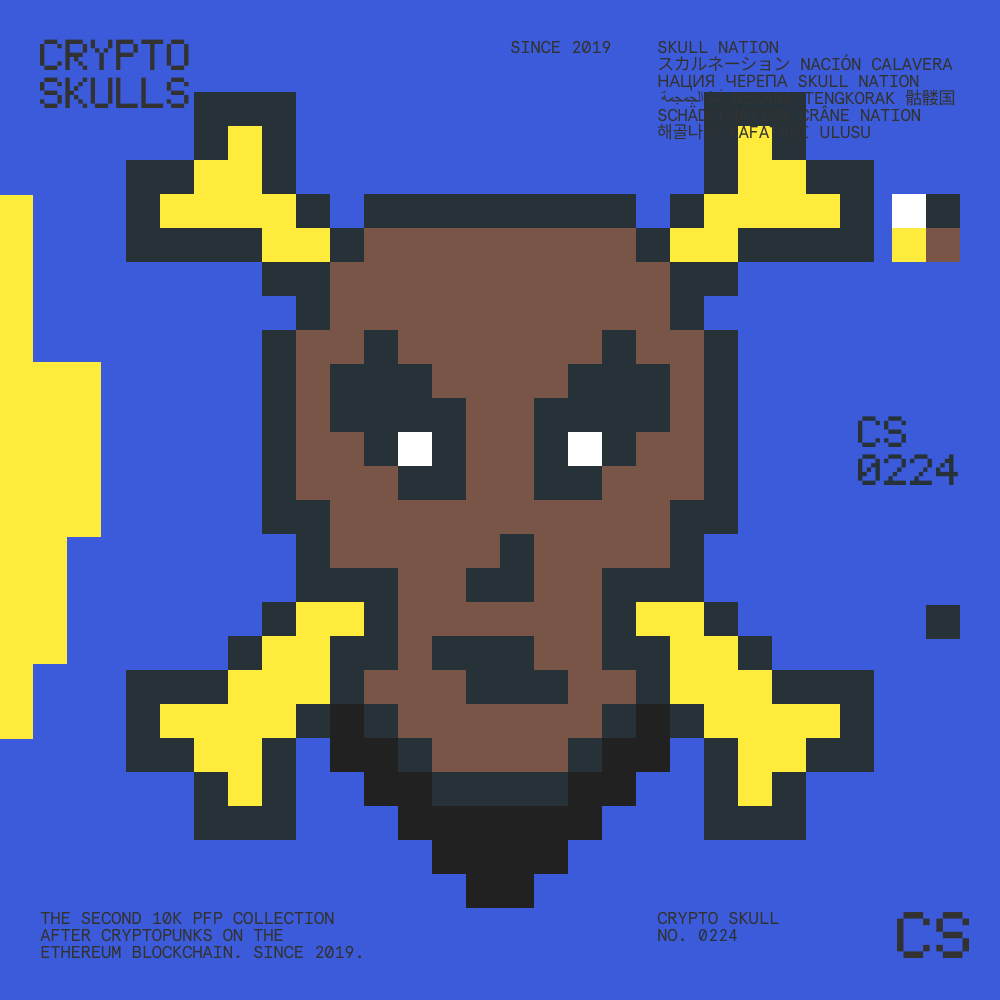 CRYPTO
SKULLS
SINCE 2019
SKULL NATION
スカルネーション NACIÓN CALAVERA
НАЦИЯ ЧЕРЕПА SKULL NATION
TENGKORAK 骷髅国
CRÂNE NATION
ULUSU
CS
0224
THE SECOND 10K PFP COLLECTION
AFTER CRYPTOPUNKS ON THE
ETHEREUM BLOCKCHAIN. SINCE 2019.
CRYPTO SKULL
NO. 0224
CS